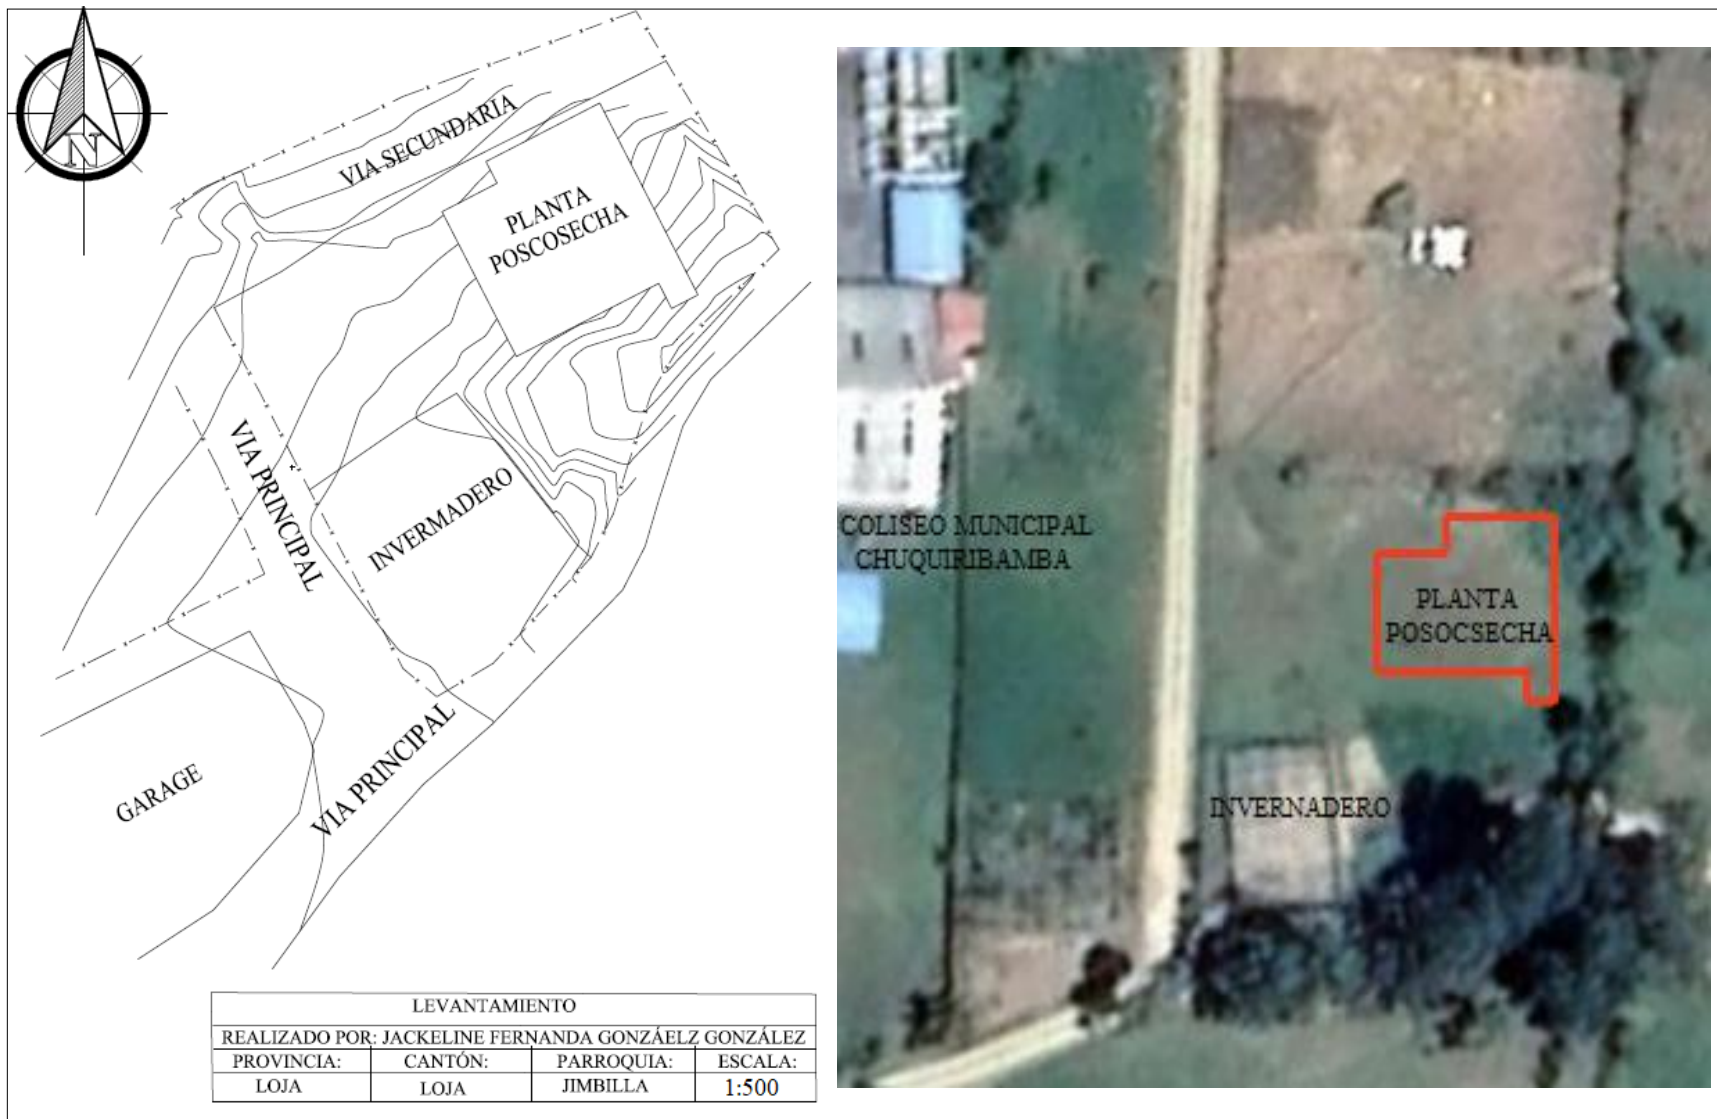 N
VIA SECUNDARIA
PLANTA
POSCOSECHA
VIA PRINCIPAL
INVERMADERO
GARAGE
VIA PRINCIPAL
LEVANTAMIENTO
REALIZADO POR: JACKELINE FERNANDA GONZÁELZ GONZÁLEZ
PROVINCIA: CANTÓN: PARROQUIA: ESCALA:
LOJA LOJA JIMBILLA 1:500
COLISEO MUNICIPAL
CHUQUIRIBAMBA
PLANTA
POSOCSECHA
INVERNADERO